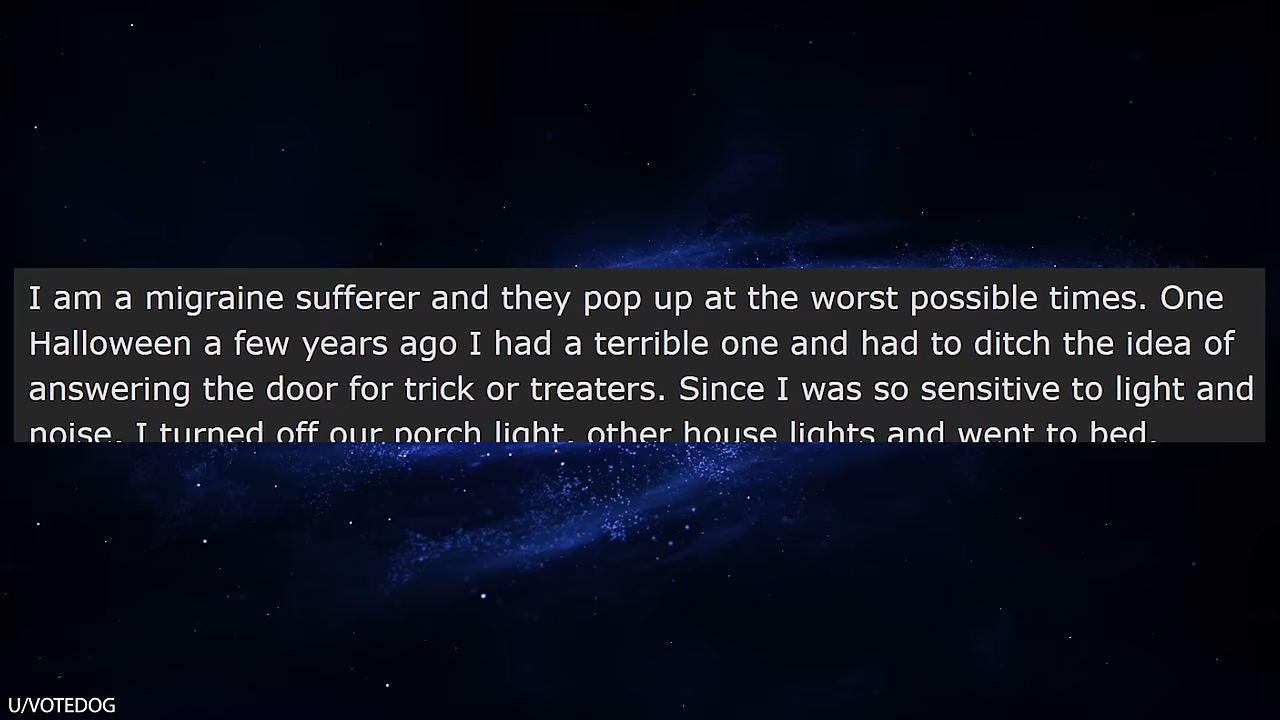 I am a migraine sufferer and they pop up at the worst possible times. One
Halloween a few years ago I had a terrible one and had to ditch the idea of
answering the door for trick or treaters. Since I was so sensitive to light and
noise, I turned off our porch light, other house lights and went to bed.
U/VOTEDOG